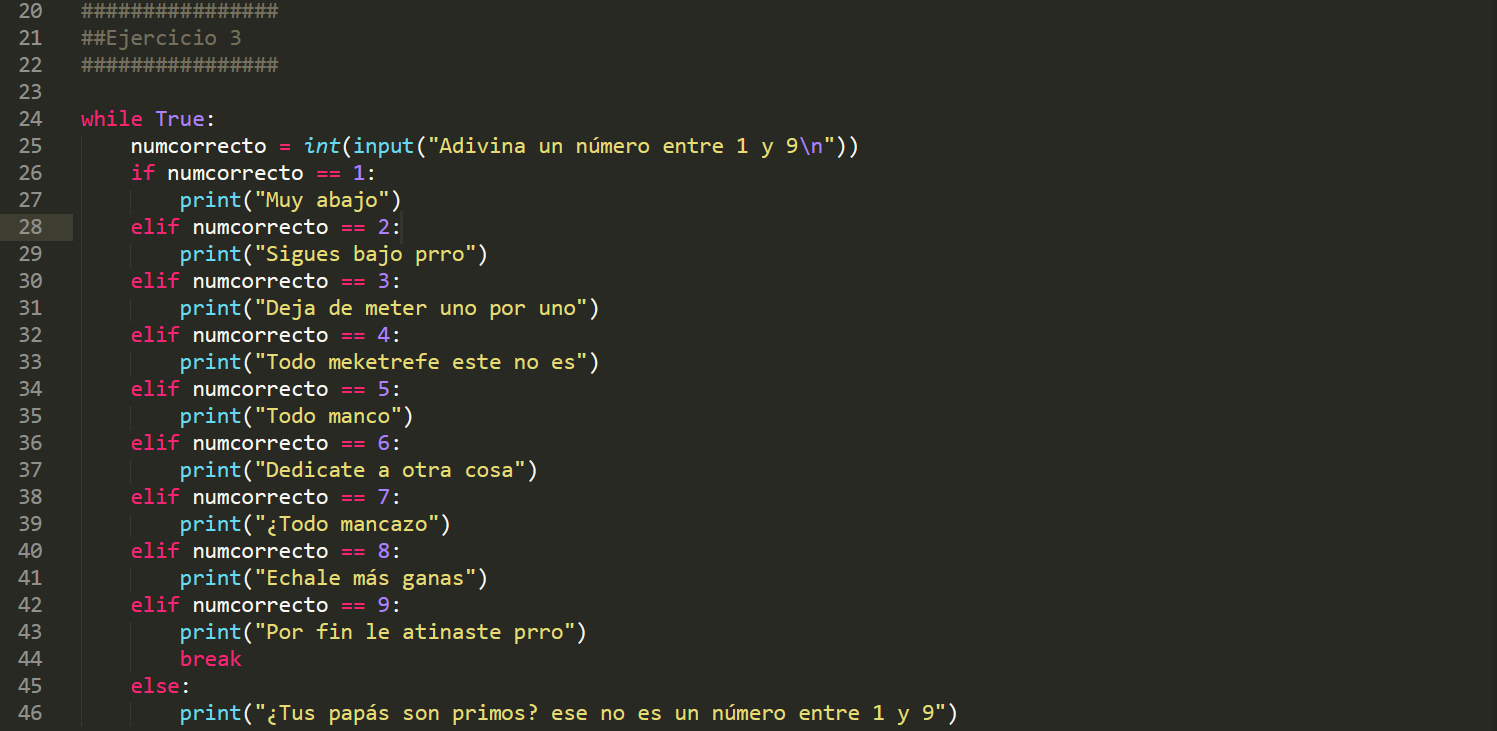 20 ################
21 ##Ejercicio 3
22 ################
23
24 while True:
25     numcorrecto = int(input("Adivina un número entre 1 y 9\n"))
26     if numcorrecto == 1:
27         print("Muy abajo")
28     elif numcorrecto == 2:
29         print("Sigues bajo prro")
30     elif numcorrecto == 3:
31         print("Deja de meter uno por uno")
32     elif numcorrecto == 4:
33         print("Todo meketrefe este no es")
34     elif numcorrecto == 5:
35         print("Todo manco")
36     elif numcorrecto == 6:
37         print("Dedicate a otra cosa")
38     elif numcorrecto == 7:
39         print("¿Todo mancazo")
40     elif numcorrecto == 8:
41         print("Echale más ganas")
42     elif numcorrecto == 9:
43         print("Por fin le atinaste prro")
44         break
45     else:
46         print("¿Tus papás son primos? ese no es un número entre 1 y 9")